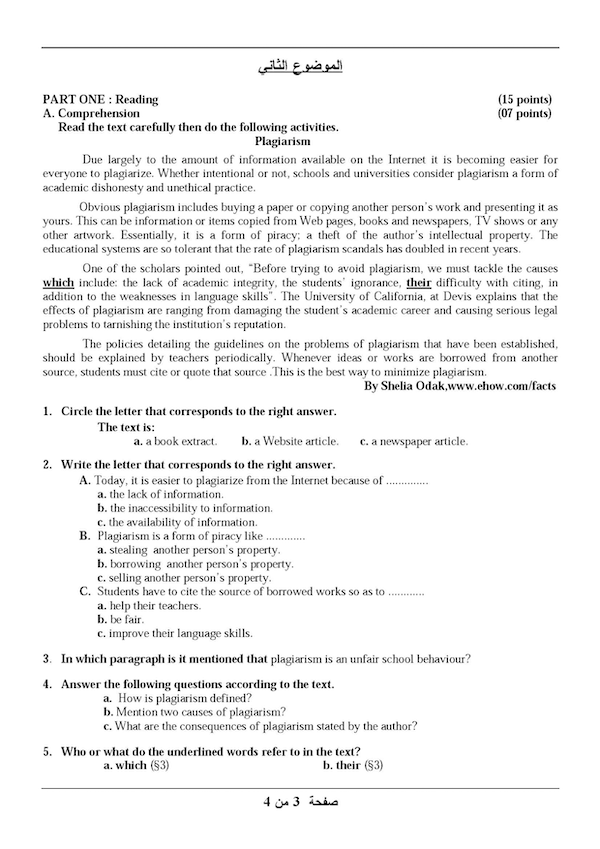 الموضوع الثاني
PART ONE : Reading (15 points)
A. Comprehension (07 points)
Read the text carefully then do the following activities.
Plagiarism
Due largely to the amount of information available on the Internet it is becoming easier for
everyone to plagiarize. Whether intentional or not, schools and universities consider plagiarism a form of
academic dishonesty and unethical practice.
Obvious plagiarism includes buying a paper or copying another person's work and presenting it as
yours. This can be information or items copied from Web pages, books and newspapers, TV shows or any
other artwork. Essentially, it is a form of piracy; a theft of the author's intellectual property. The
educational systems are so tolerant that the rate of plagiarism scandals has doubled in recent years.
One of the scholars pointed out, "Before trying to avoid plagiarism, we must tackle the causes
which include: the lack of academic integrity, the students' ignorance, their difficulty with citing, in
addition to the weaknesses in language skills". The University of California, at Devis explains that the
effects of plagiarism are ranging from damaging the student's academic career and causing serious legal
problems to tarnishing the institution's reputation.
The policies detailing the guidelines on the problems of plagiarism that have been established,
should be explained by teachers periodically. Whenever ideas or works are borrowed from another
source, students must cite or quote that source .This is the best way to minimize plagiarism.
By Shelia Odak,www.ehow.com/facts
1. Circle the letter that corresponds to the right answer.
The text is:
a. a book extract. b. a Website article. c. a newspaper article.
2. Write the letter that corresponds to the right answer.
A. Today, it is easier to plagiarize from the Internet because of ..............
a. the lack of information.
b. the inaccessibility to information.
c. the availability of information.
B. Plagiarism is a form of piracy like .............
a. stealing another person's property.
b. borrowing another person's property.
c. selling another person's property.
C. Students have to cite the source of borrowed works so as to ............
a. help their teachers.
b. be fair.
c. improve their language skills.
3. In which paragraph is it mentioned that plagiarism is an unfair school behaviour?
4. Answer the following questions according to the text.
a. How is plagiarism defined?
b. Mention two causes of plagiarism?
c. What are the consequences of plagiarism stated by the author?
5. Who or what do the underlined words refer to in the text?
a. which (§3) b. their (§3)
صفحة 3 من 4